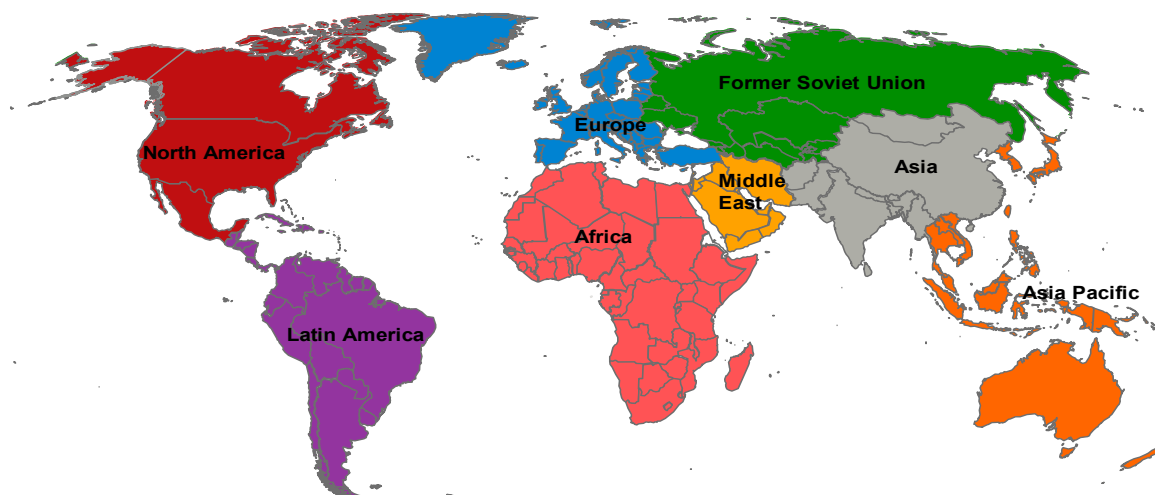 Former Soviet Union
Europe
North America
Asia
Middle
East
Africa
Asia Pacific
Latin America